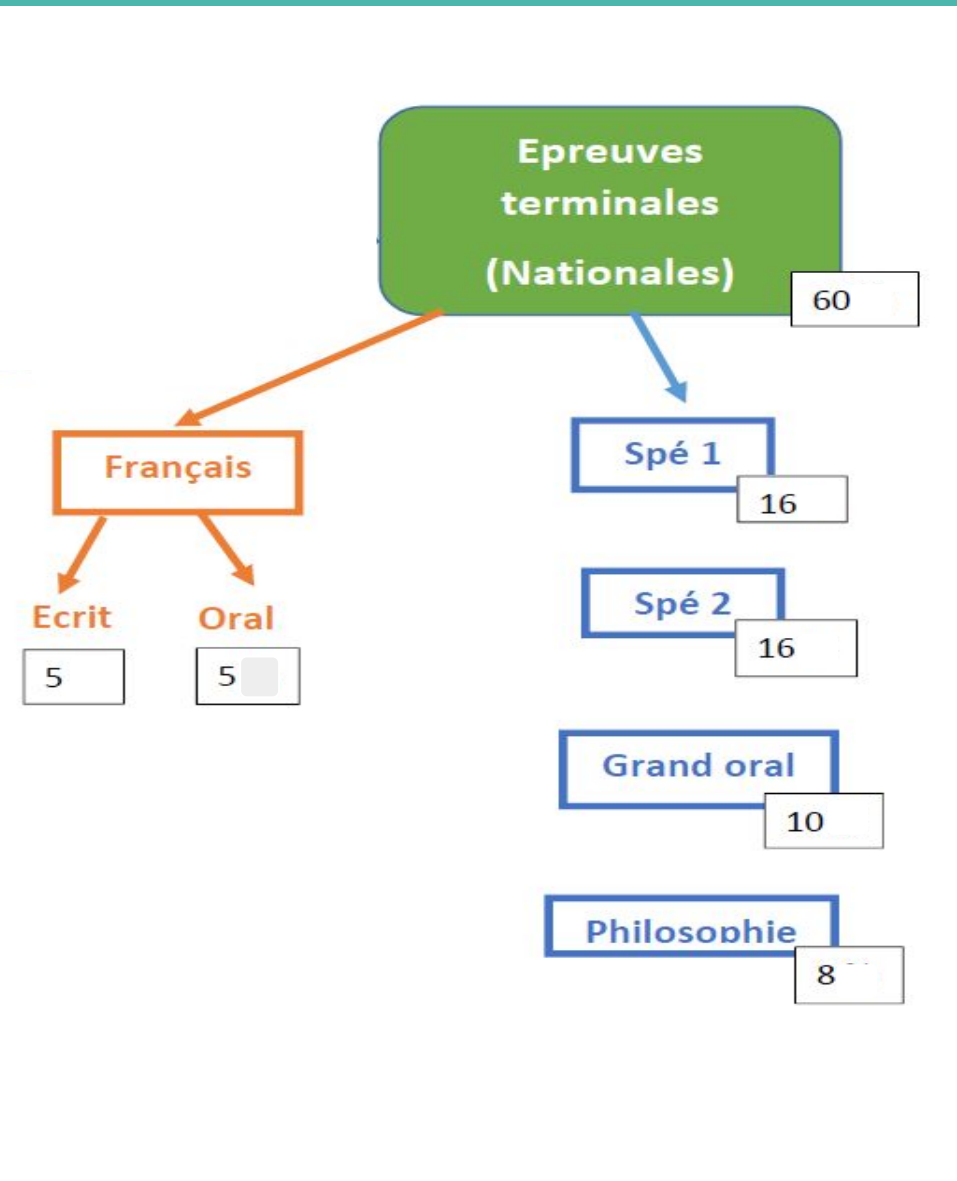 Epreuves
terminales
(Nationales)
60
Français
Ecrit
5
Oral
5
Spé 1
16
Spé 2
16
Grand oral
10
Philosophie
8